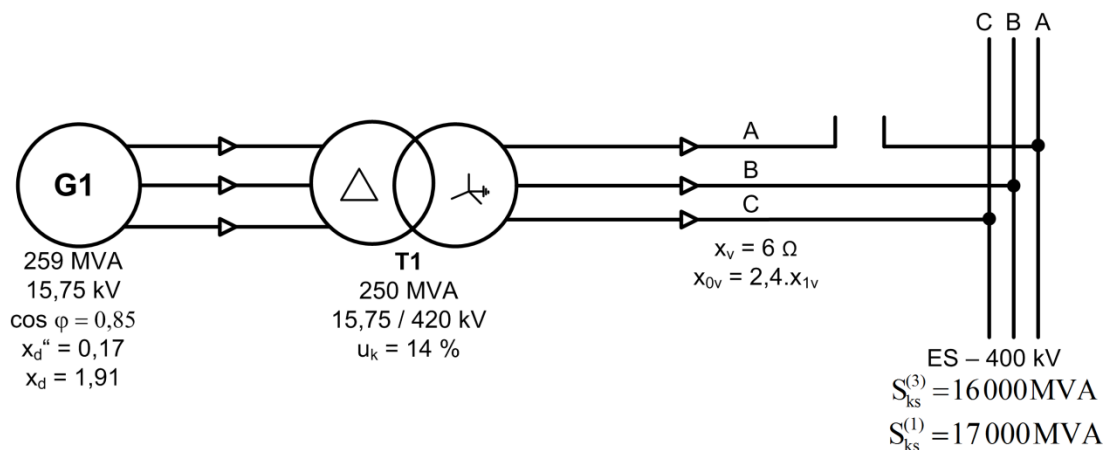 C B A
A
B
C
G1
259 MVA
15,75 kV
cos φ = 0,85
x_d“ = 0,17
x_d = 1,91
T1
250 MVA
15,75 / 420 kV
u_k = 14 %
x_v = 6 Ω
x_0v = 2,4.x_1v
ES – 400 kV
S_ks^(3) = 16 000 MVA
S_ks^(1) = 17 000 MVA